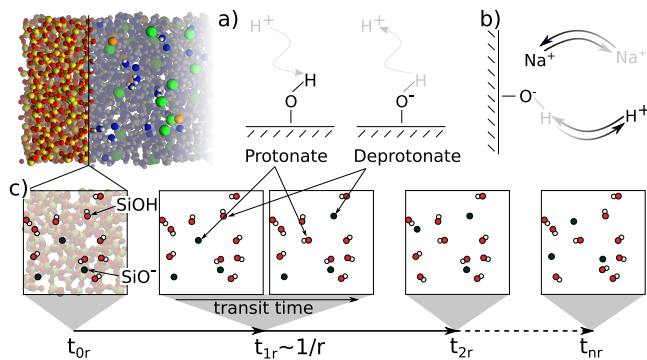 a)
b)
H⁺
H⁺
H
H
O
O⁻
Protonate
Deprotonate
Na⁺
Na⁺
O⁻
H
H⁺
c)
SiOH
SiO⁻
transit time
t₀ᵣ
t₁ᵣ~1/r
t₂ᵣ
tₙᵣ